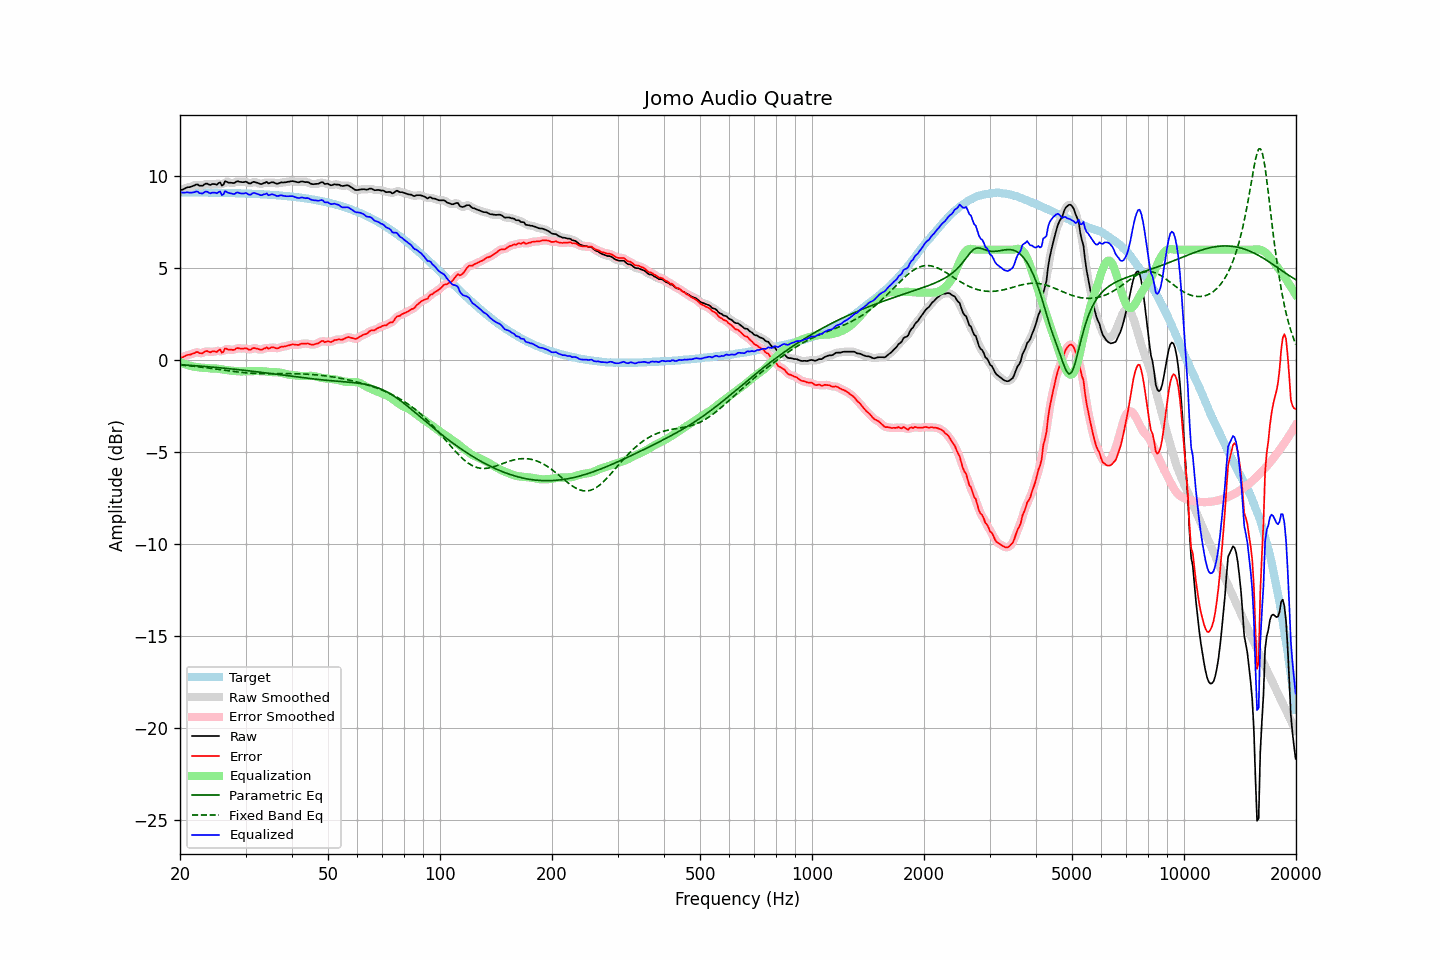 Jomo Audio Quatre
Amplitude (dBr)
10
5
0
−5
−10
−15
−20
−25
Target
Raw Smoothed
Error Smoothed
Raw
Error
Equalization
Parametric Eq
Fixed Band Eq
Equalized
20 50 100 200 500 1000 2000 5000 10000 20000
Frequency (Hz)